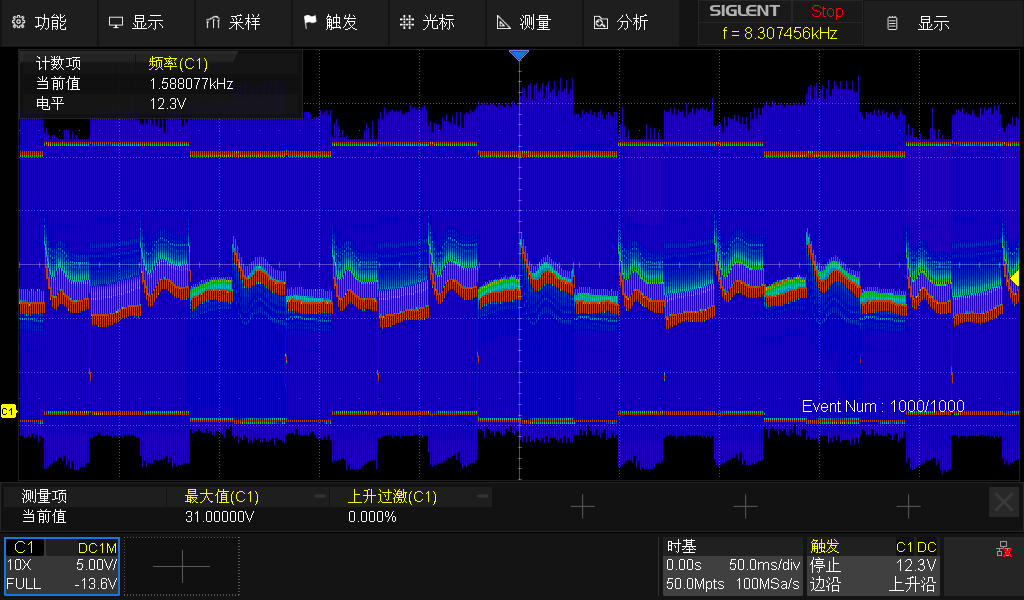 功能 显示 采样 触发 光标 测量 分析 SIGLENT Stop 显示
f = 8.307456kHz
计数项 频率(C1)
当前值 1.588077kHz
电平 12.3V
C1
Event Num : 1000/1000
测量项 最大值(C1) 上升过激(C1)
当前值 31.00000V 0.000%
C1 DC1M
10X 5.00V/
FULL -13.6V
时基
0.00s 50.0ms/div
50.0Mpts 100MSa/s
触发 C1 DC
停止 12.3V
边沿 上升沿